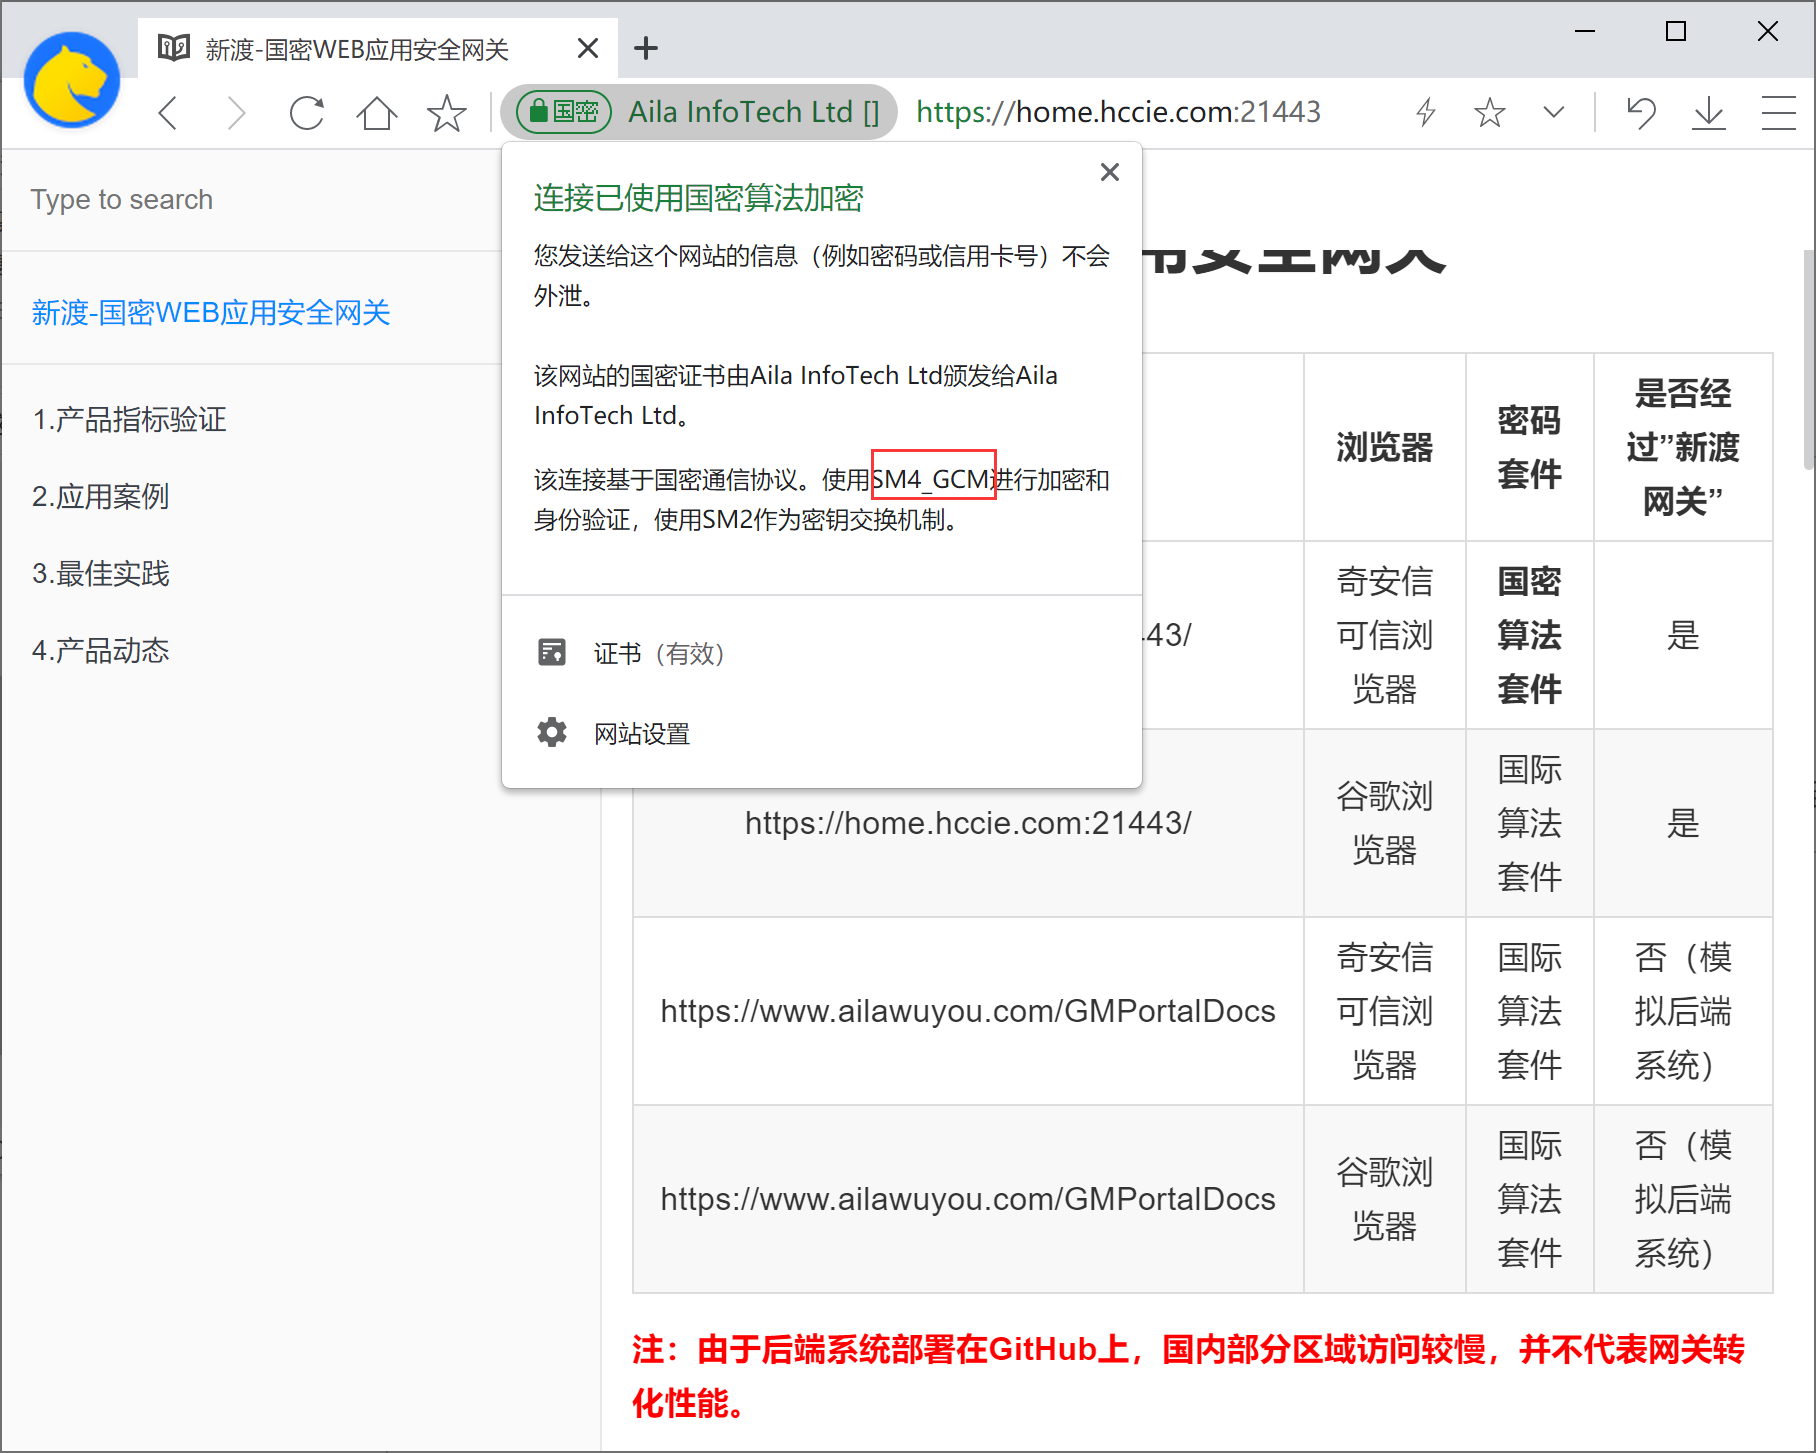 新渡-国密WEB应用安全网关
国密 Aila InfoTech Ltd [] https://home.hccie.com:21443
Type to search
新渡-国密WEB应用安全网关
1.产品指标验证
2.应用案例
3.最佳实践
4.产品动态
连接已使用国密算法加密
您发送给这个网站的信息（例如密码或信用卡号）不会
外泄。
该网站的国密证书由Aila InfoTech Ltd颁发给Aila
InfoTech Ltd。
该连接基于国密通信协议。使用SM4_GCM进行加密和
身份验证，使用SM2作为密钥交换机制。
证书（有效）
网站设置
用安全网关
浏览器
密码
套件
是否经
过”新渡
网关”
43/
奇安信
可信浏
览器
国密
算法
套件
是
https://home.hccie.com:21443/
谷歌浏
览器
国际
算法
套件
是
https://www.ailawuyou.com/GMPortalDocs
奇安信
可信浏
览器
国际
算法
套件
否（模
拟后端
系统）
https://www.ailawuyou.com/GMPortalDocs
谷歌浏
览器
国际
算法
套件
否（模
拟后端
系统）
注：由于后端系统部署在GitHub上，国内部分区域访问较慢，并不代表网关转
化性能。